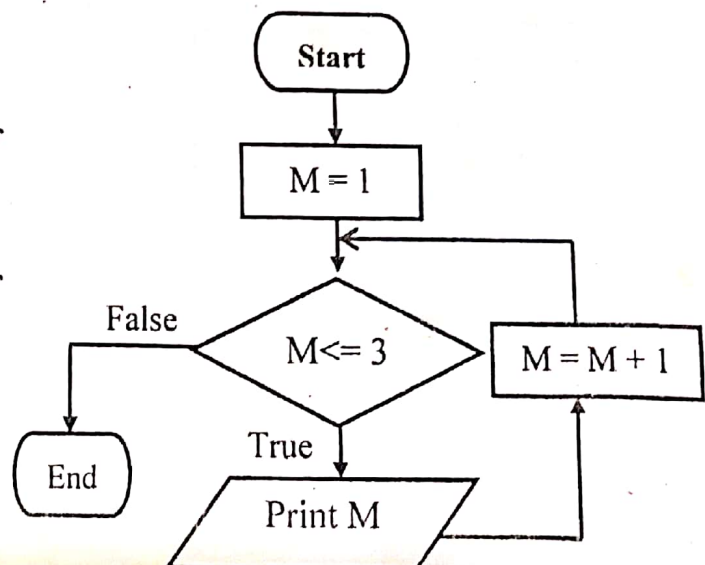 Start
M = 1
False
M<= 3
M = M + 1
True
End
Print M